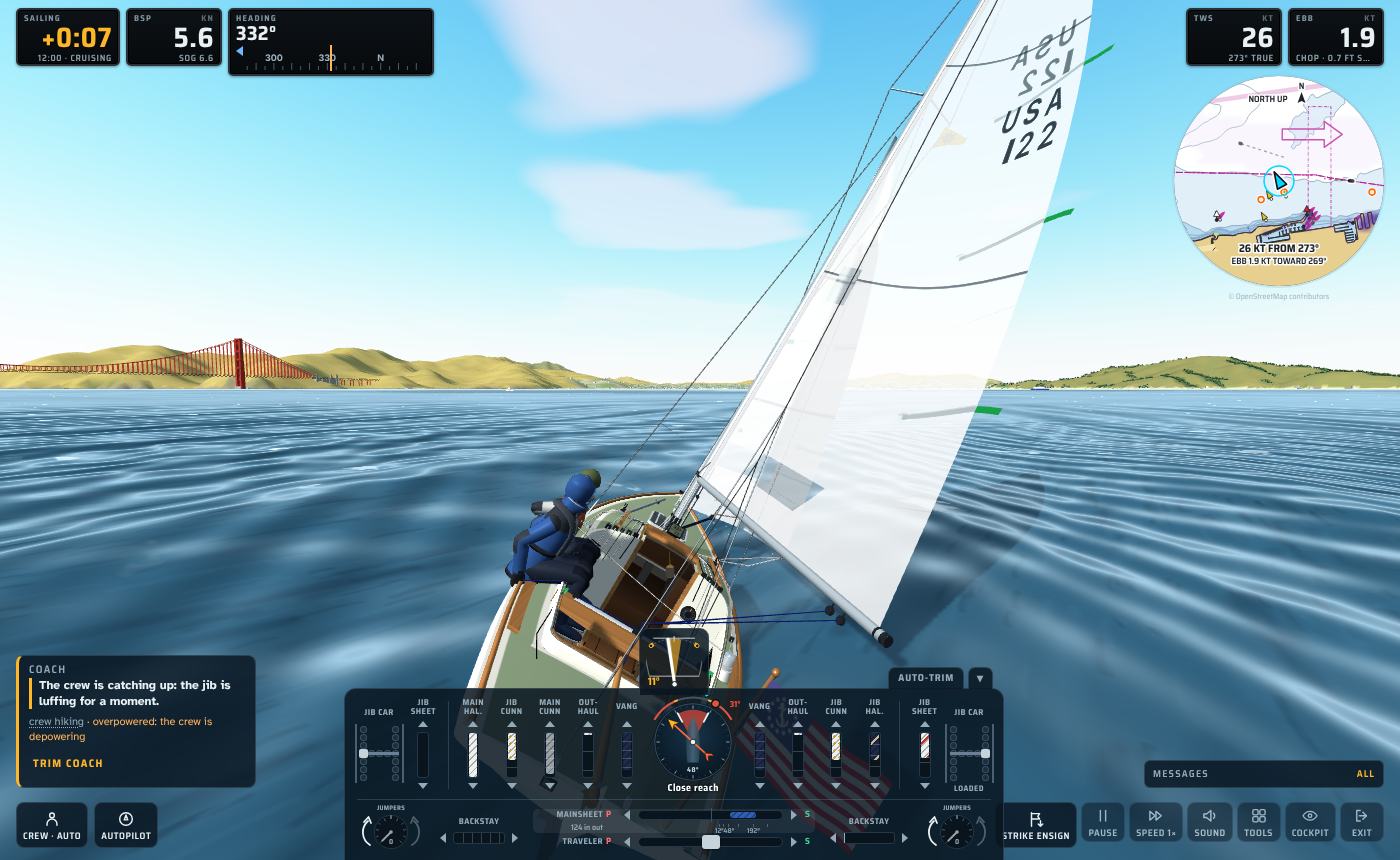 SAILING
+0:07
12:00 · CRUISING
BSP KN
5.6
SOG 6.6
HEADING
332°
300 330 N
TWS KT
26
273° TRUE
EBB KT
1.9
CHOP · 0.7 FT S…
NORTH UP N
26 KT FROM 273°
EBB 1.9 KT TOWARD 269°
© OpenStreetMap contributors
USA
122
USA
122
COACH
The crew is catching up: the jib is
luffing for a moment.
crew hiking · overpowered: the crew is
depowering
TRIM COACH
CREW · AUTO
AUTOPILOT
11°
AUTO-TRIM
▼
JIB CAR
JIB
SHEET
MAIN
HAL.
JIB
CUNN
MAIN
CUNN
OUT-
HAUL
VANG
31°
48°
Close reach
VANG
OUT-
HAUL
JIB
CUNN
JIB
HAL.
JIB
SHEET
JIB CAR
LOADED
JUMPERS
0
BACKSTAY
MAINSHEET P S
124 in out
12°48° 192°
TRAVELER P S
BACKSTAY
JUMPERS
0
MESSAGES ALL
STRIKE ENSIGN
PAUSE
SPEED 1×
SOUND
TOOLS
COCKPIT
EXIT